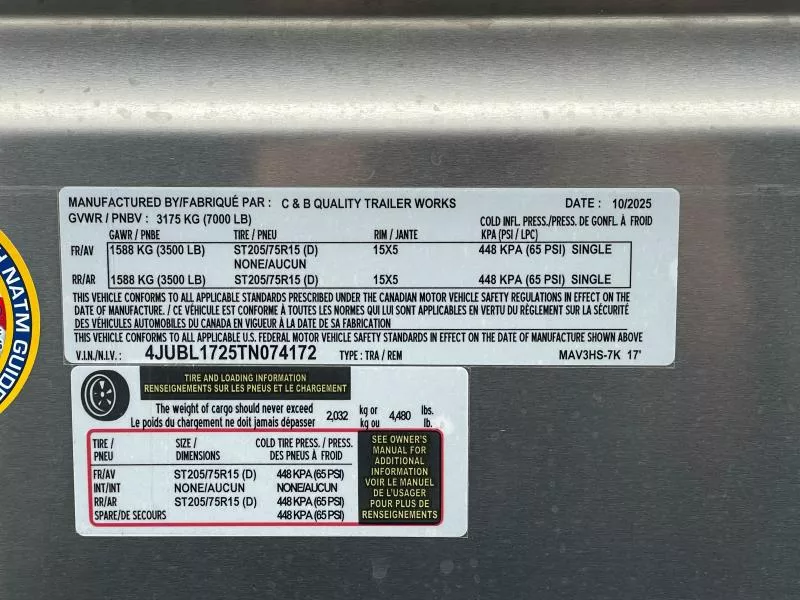 MANUFACTURED BY/FABRIQUÉ PAR : C & B QUALITY TRAILER WORKS DATE : 10/2025
GVWR / PNBV : 3175 KG (7000 LB) COLD INFL. PRESS./PRESS. DE GONFL. À FROID
GAWR / PNBE TIRE / PNEU RIM / JANTE KPA (PSI / LPC)
FR/AV 1588 KG (3500 LB) ST205/75R15 (D) 15X5 448 KPA (65 PSI) SINGLE
NONE/AUCUN
RR/AR 1588 KG (3500 LB) ST205/75R15 (D) 15X5 448 KPA (65 PSI) SINGLE
THIS VEHICLE CONFORMS TO ALL APPLICABLE STANDARDS PRESCRIBED UNDER THE CANADIAN MOTOR VEHICLE SAFETY REGULATIONS IN EFFECT ON THE
DATE OF MANUFACTURE. / CE VÉHICULE EST CONFORME À TOUTES LES NORMES QUI LUI SONT APPLICABLES EN VERTU DU RÈGLEMENT SUR LA SÉCURITÉ
DES VÉHICULES AUTOMOBILES DU CANADA EN VIGUEUR À LA DATE DE SA FABRICATION
THIS VEHICLE CONFORMS TO ALL APPLICABLE U.S. FEDERAL MOTOR VEHICLE SAFETY STANDARDS IN EFFECT ON THE DATE OF MANUFACTURE SHOWN ABOVE
V.I.N./N.I.V. : 4JUBL1725TN074172 TYPE : TRA / REM MAV3HS-7K 17'
NATM GUIDE
TIRE AND LOADING INFORMATION
RENSEIGNEMENTS SUR LES PNEUS ET LE CHARGEMENT
The weight of cargo should never exceed 2,032 kg or 4,480 lbs.
Le poids du chargement ne doit jamais dépasser kg ou lb.
TIRE / SIZE / COLD TIRE PRESS. / PRESS.
PNEU DIMENSIONS DES PNEUS À FROID
FR/AV ST205/75R15 (D) 448 KPA (65 PSI)
INT/INT NONE/AUCUN NONE/AUCUN
RR/AR ST205/75R15 (D) 448 KPA (65 PSI)
SPARE/DE SECOURS 448 KPA (65 PSI)
SEE OWNER'S
MANUAL FOR
ADDITIONAL
INFORMATION
VOIR LE MANUEL
DE L'USAGER
POUR PLUS DE
RENSEIGNEMENTS